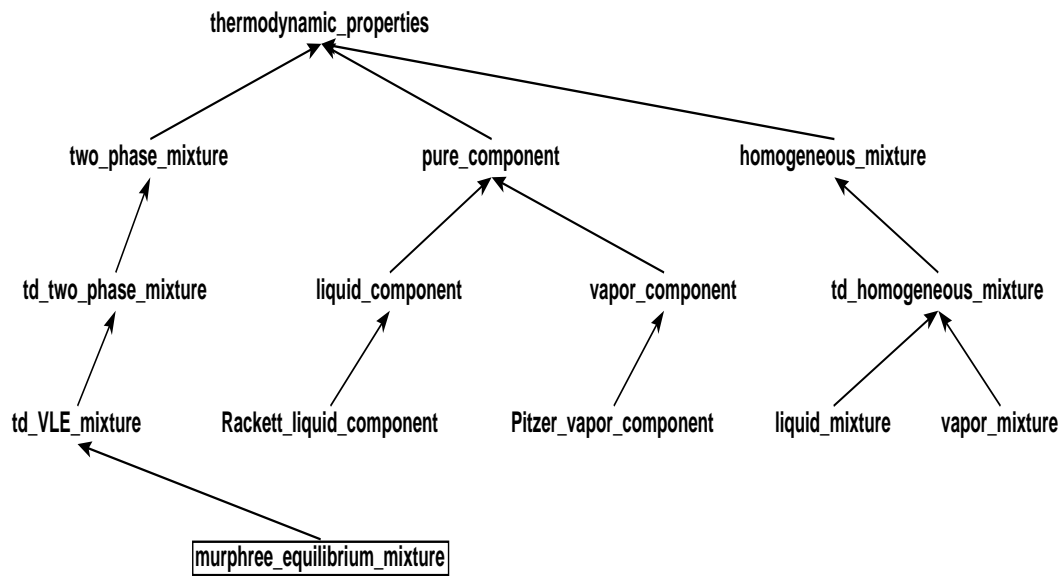 thermodynamic_properties
two_phase_mixture
pure_component
homogeneous_mixture
td_two_phase_mixture
liquid_component
vapor_component
td_homogeneous_mixture
td_VLE_mixture
Rackett_liquid_component
Pitzer_vapor_component
liquid_mixture
vapor_mixture
murphree_equilibrium_mixture